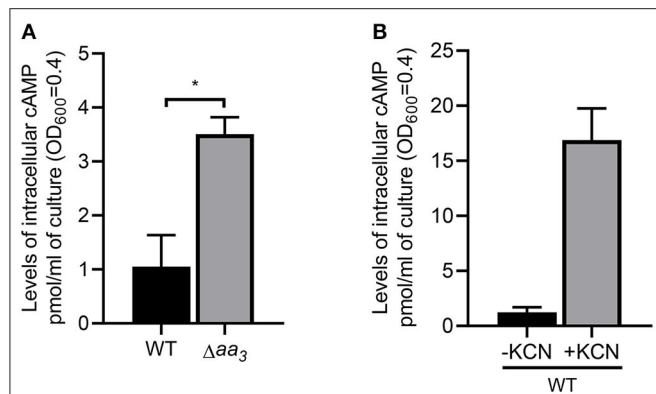 A
Levels of intracellular cAMP
pmol/ml of culture (OD600=0.4)
5
4
3
2
1
0
*
WT
Δaa3
B
Levels of intracellular cAMP
pmol/ml of culture (OD600=0.4)
25
20
15
10
5
0
-KCN +KCN
WT